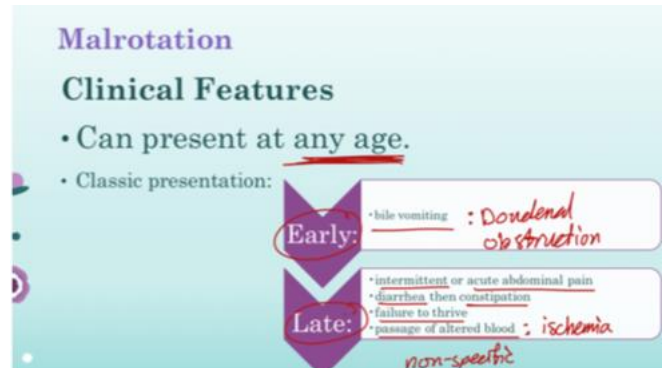 Malrotation
Clinical Features
• Can present at any age.
• Classic presentation:
Early:
• bile vomiting : Doudenal
obstruction
Late:
• intermittent or acute abdominal pain
• diarrhea then constipation
• failure to thrive
• passage of altered blood : ischemia
non-specific